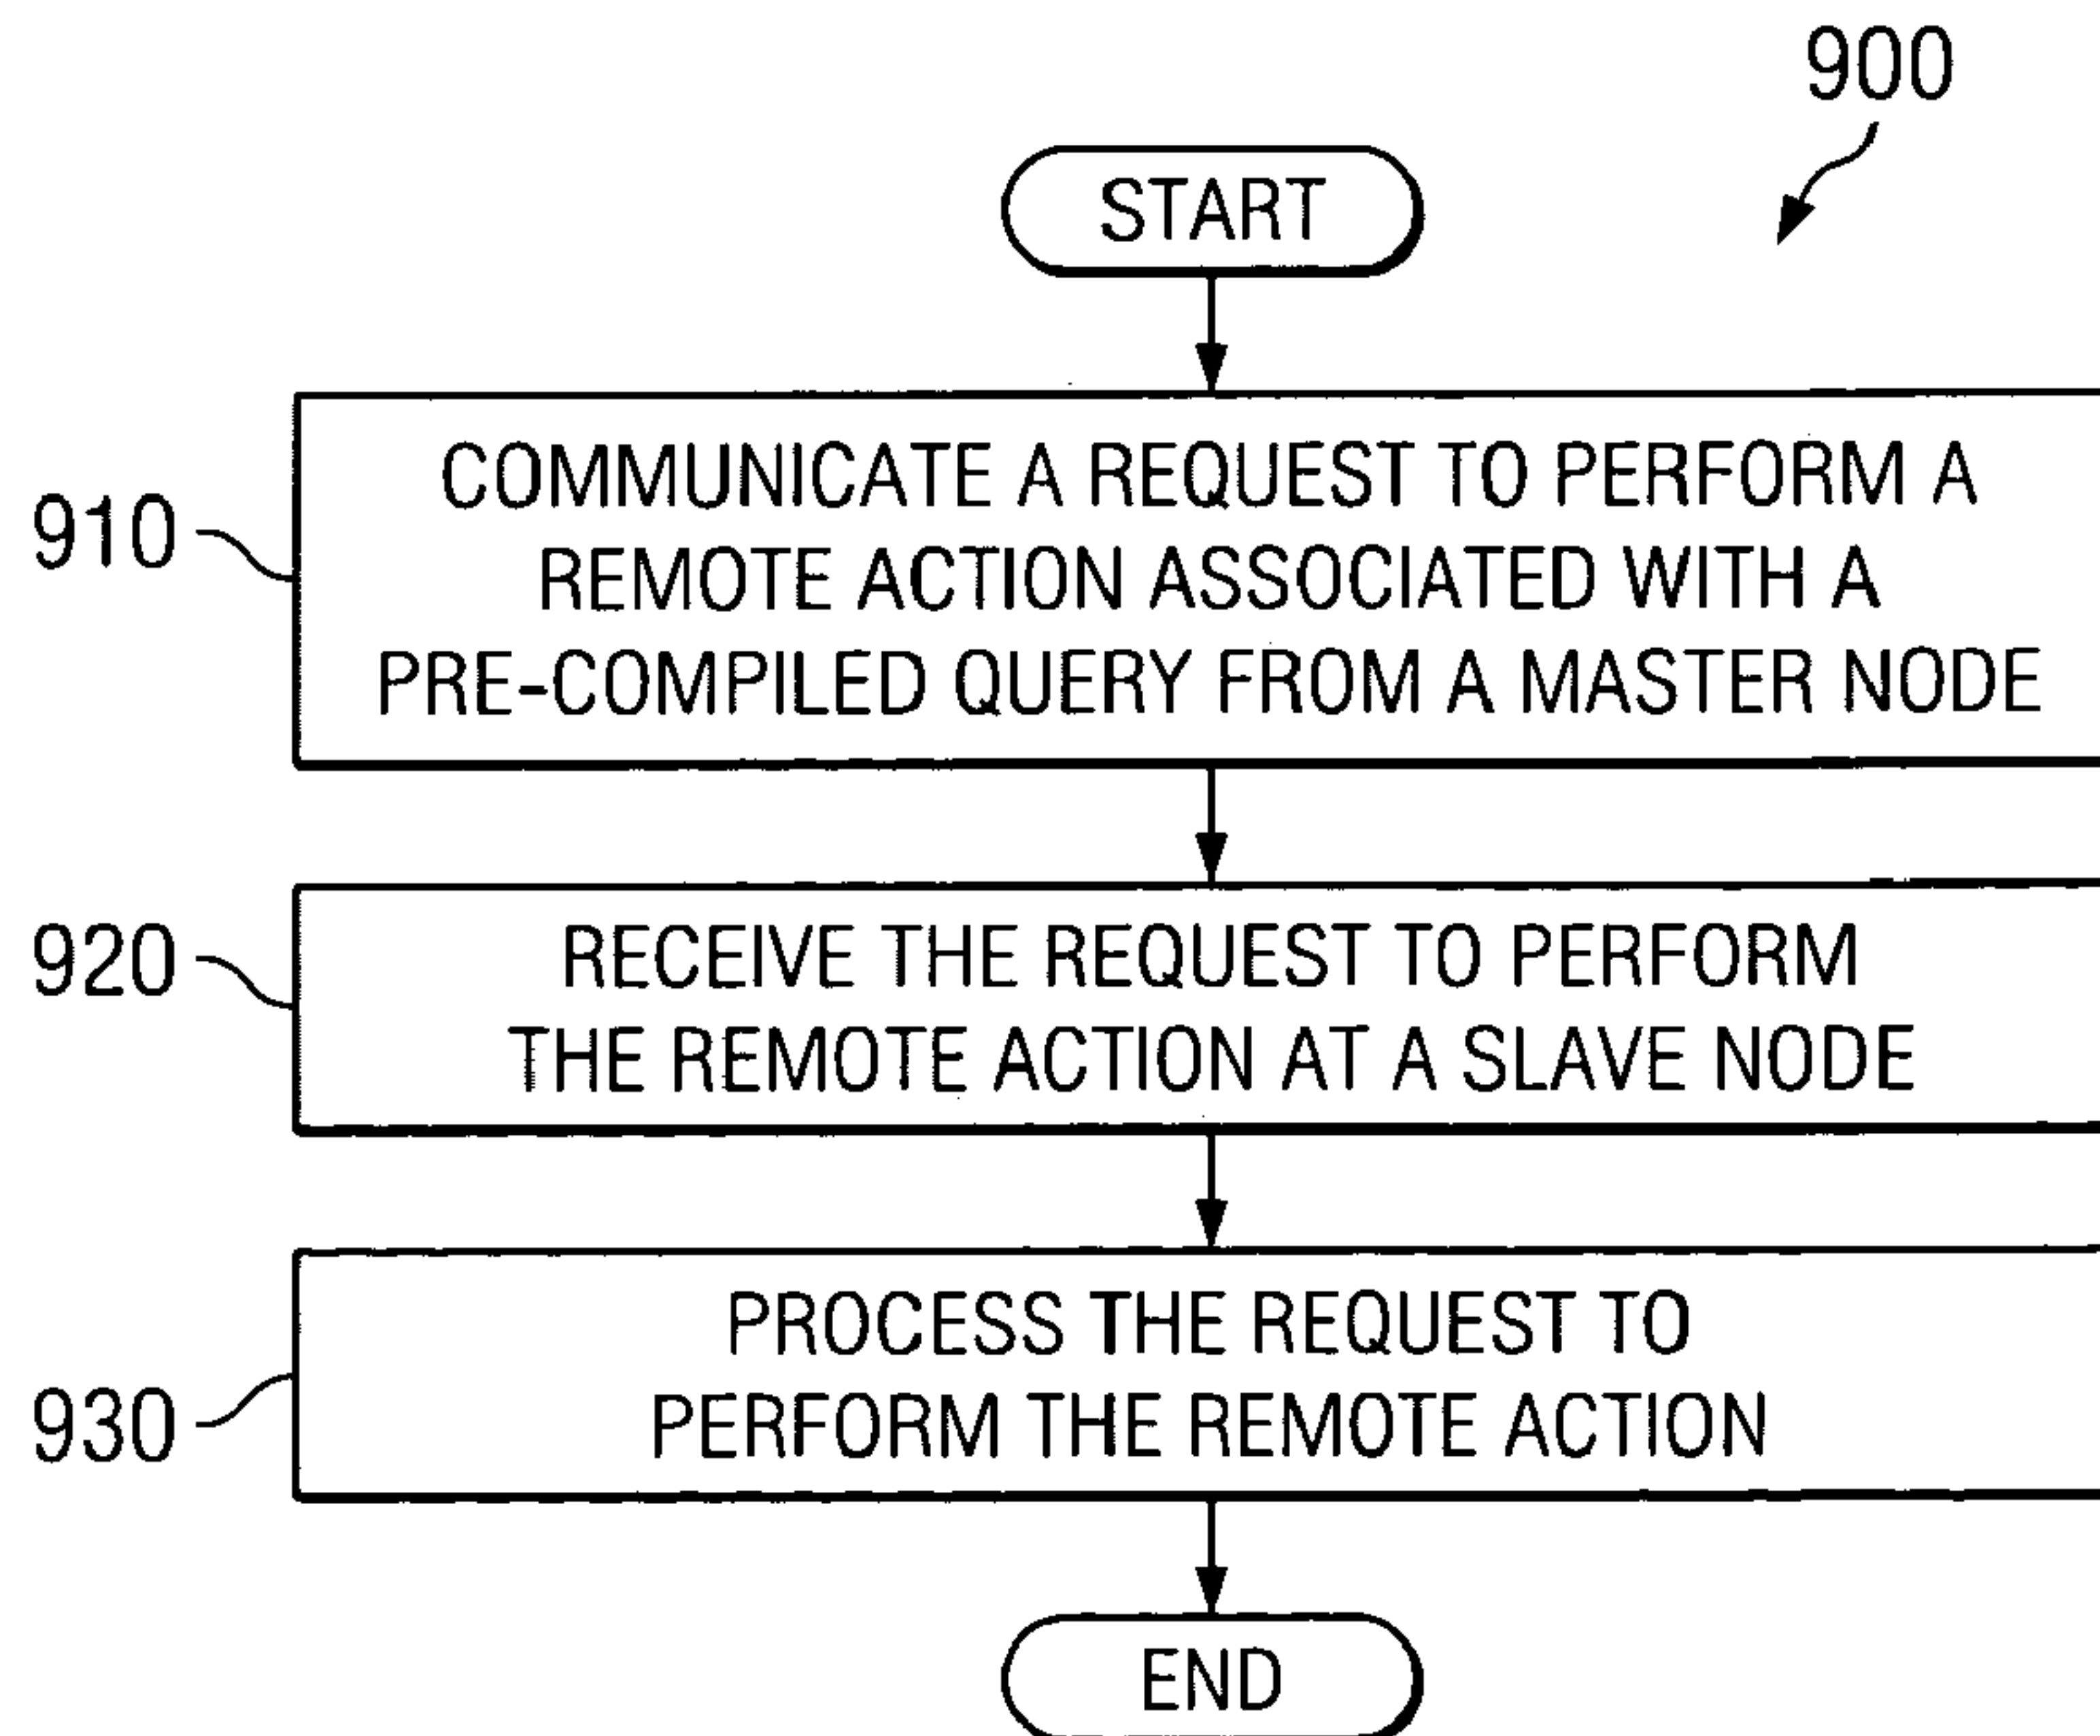 900
START
910
COMMUNICATE A REQUEST TO PERFORM A
REMOTE ACTION ASSOCIATED WITH A
PRE-COMPILED QUERY FROM A MASTER NODE
920
RECEIVE THE REQUEST TO PERFORM
THE REMOTE ACTION AT A SLAVE NODE
930
PROCESS THE REQUEST TO
PERFORM THE REMOTE ACTION
END